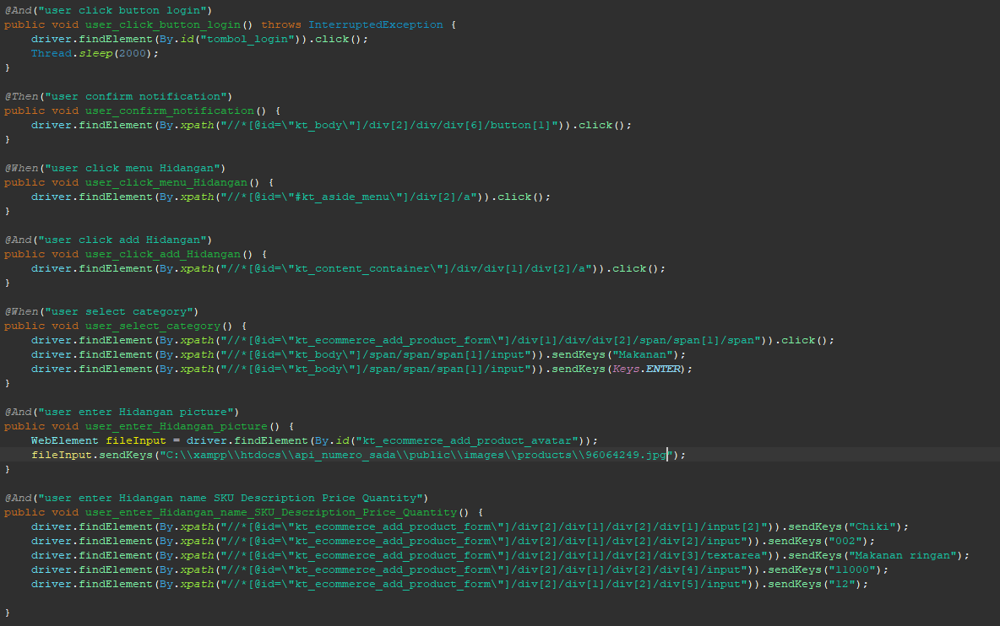 @And("user click button login")
public void user_click_button_login() throws InterruptedException {
    driver.findElement(By.id("tombol_login")).click();
    Thread.sleep(2000);
}

@Then("user confirm notification")
public void user_confirm_notification() {
    driver.findElement(By.xpath("//*[@id=\"kt_body\"]/div[2]/div/div[6]/button[1]")).click();
}

@When("user click menu Hidangan")
public void user_click_menu_Hidangan() {
    driver.findElement(By.xpath("//*[@id=\"#kt_aside_menu\"]/div[2]/a")).click();
}

@And("user click add Hidangan")
public void user_click_add_Hidangan() {
    driver.findElement(By.xpath("//*[@id=\"kt_content_container\"]/div/div[1]/div[2]/a")).click();
}

@When("user select category")
public void user_select_category() {
    driver.findElement(By.xpath("//*[@id=\"kt_ecommerce_add_product_form\"]/div[1]/div/div[2]/span/span[1]/span")).click();
    driver.findElement(By.xpath("//*[@id=\"kt_body\"]/span/span/span[1]/input")).sendKeys("Makanan");
    driver.findElement(By.xpath("//*[@id=\"kt_body\"]/span/span/span[1]/input")).sendKeys(Keys.ENTER);
}

@And("user enter Hidangan picture")
public void user_enter_Hidangan_picture() {
    WebElement fileInput = driver.findElement(By.id("kt_ecommerce_add_product_avatar"));
    fileInput.sendKeys("C:\\xampp\\htdocs\\api_numero_sada\\public\\images\\products\\96064249.jpg");
}

@And("user enter Hidangan name SKU Description Price Quantity")
public void user_enter_Hidangan_name_SKU_Description_Price_Quantity() {
    driver.findElement(By.xpath("//*[@id=\"kt_ecommerce_add_product_form\"]/div[2]/div[1]/div[2]/div[1]/input[2]")).sendKeys("Chiki");
    driver.findElement(By.xpath("//*[@id=\"kt_ecommerce_add_product_form\"]/div[2]/div[1]/div[2]/div[2]/input")).sendKeys("002");
    driver.findElement(By.xpath("//*[@id=\"kt_ecommerce_add_product_form\"]/div[2]/div[1]/div[2]/div[3]/textarea")).sendKeys("Makanan ringan");
    driver.findElement(By.xpath("//*[@id=\"kt_ecommerce_add_product_form\"]/div[2]/div[1]/div[2]/div[4]/input")).sendKeys("11000");
    driver.findElement(By.xpath("//*[@id=\"kt_ecommerce_add_product_form\"]/div[2]/div[1]/div[2]/div[5]/input")).sendKeys("12");

}